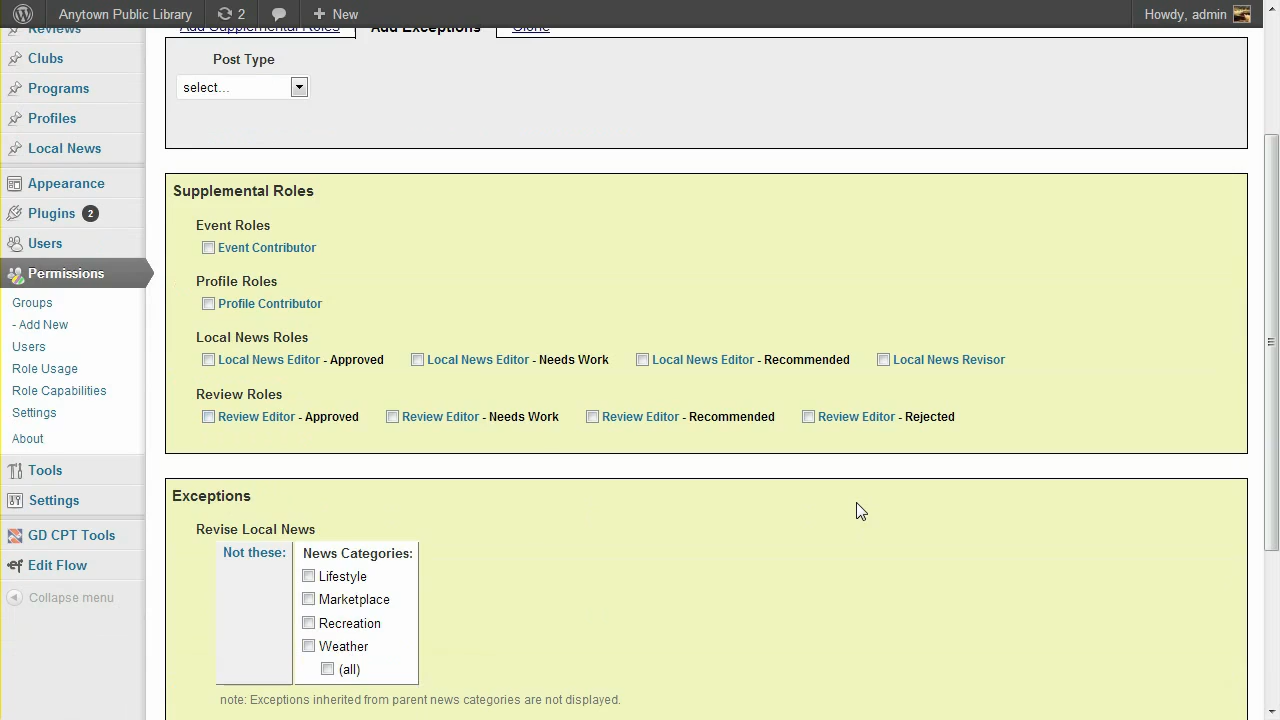 Anytown Public Library
2
New
Howdy, admin
Reviews
Clubs
Programs
Profiles
Local News
Appearance
Plugins 2
Users
Permissions
Groups
- Add New
Users
Role Usage
Role Capabilities
Settings
About
Tools
Settings
GD CPT Tools
Edit Flow
Collapse menu
Add Supplemental Roles Add Exceptions Clone
Post Type
select...
Supplemental Roles
Event Roles
Event Contributor
Profile Roles
Profile Contributor
Local News Roles
Local News Editor - Approved Local News Editor - Needs Work Local News Editor - Recommended Local News Revisor
Review Roles
Review Editor - Approved Review Editor - Needs Work Review Editor - Recommended Review Editor - Rejected
Exceptions
Revise Local News
Not these: News Categories:
Lifestyle
Marketplace
Recreation
Weather
(all)
note: Exceptions inherited from parent news categories are not displayed.